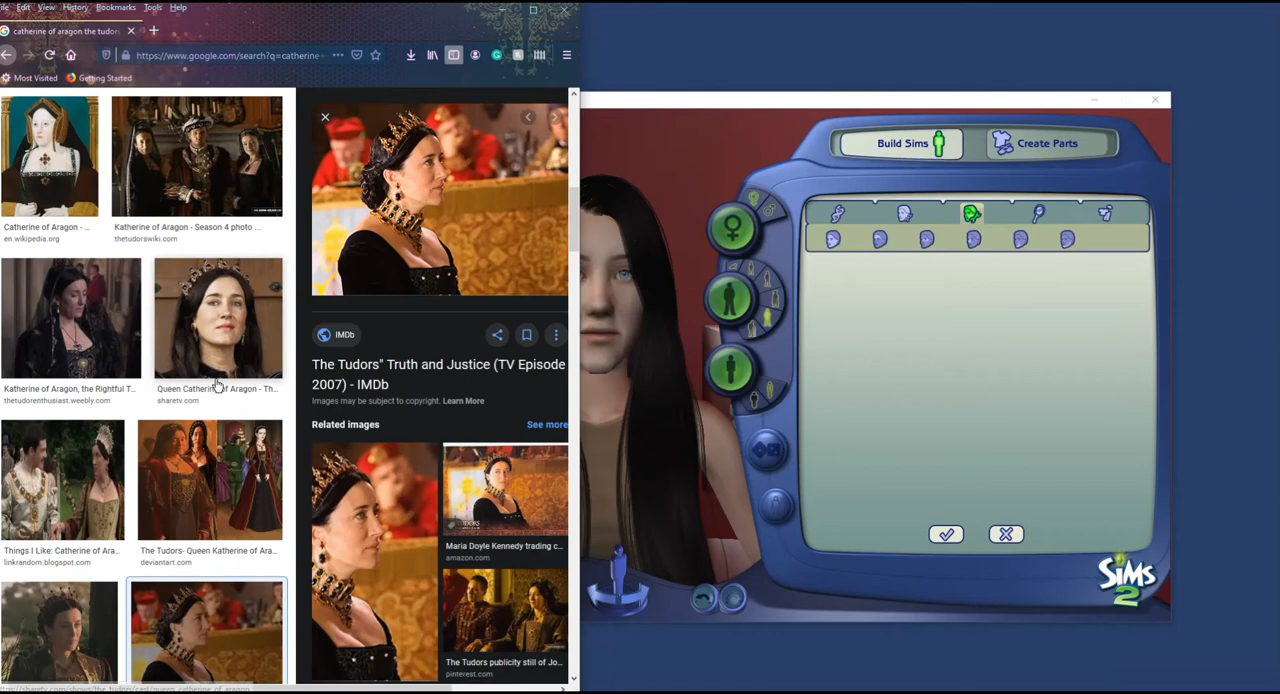 File Edit View History Bookmarks Tools Help
catherine of aragon the tudors
https://www.google.com/search?q=catherine
Most Visited Getting Started
Catherine of Aragon - ...
en.wikipedia.org
Katherine of Aragon - Season 4 photo ...
thetudorswiki.com
Katherine of Aragon, the Rightful T...
thetudorenthusiast.weebly.com
Queen Catherine of Aragon - Th...
sharetv.com
Things I Like: Catherine of Ara...
linkrandom.blogspot.com
The Tudors- Queen Katherine of Ara...
deviantart.com
IMDb
The Tudors" Truth and Justice (TV Episode
2007) - IMDb
Images may be subject to copyright. Learn More
Related images See more
Maria Doyle Kennedy trading c...
amazon.com
The Tudors publicity still of Jo...
pinterest.com
Build Sims
Create Parts
SiMS
2